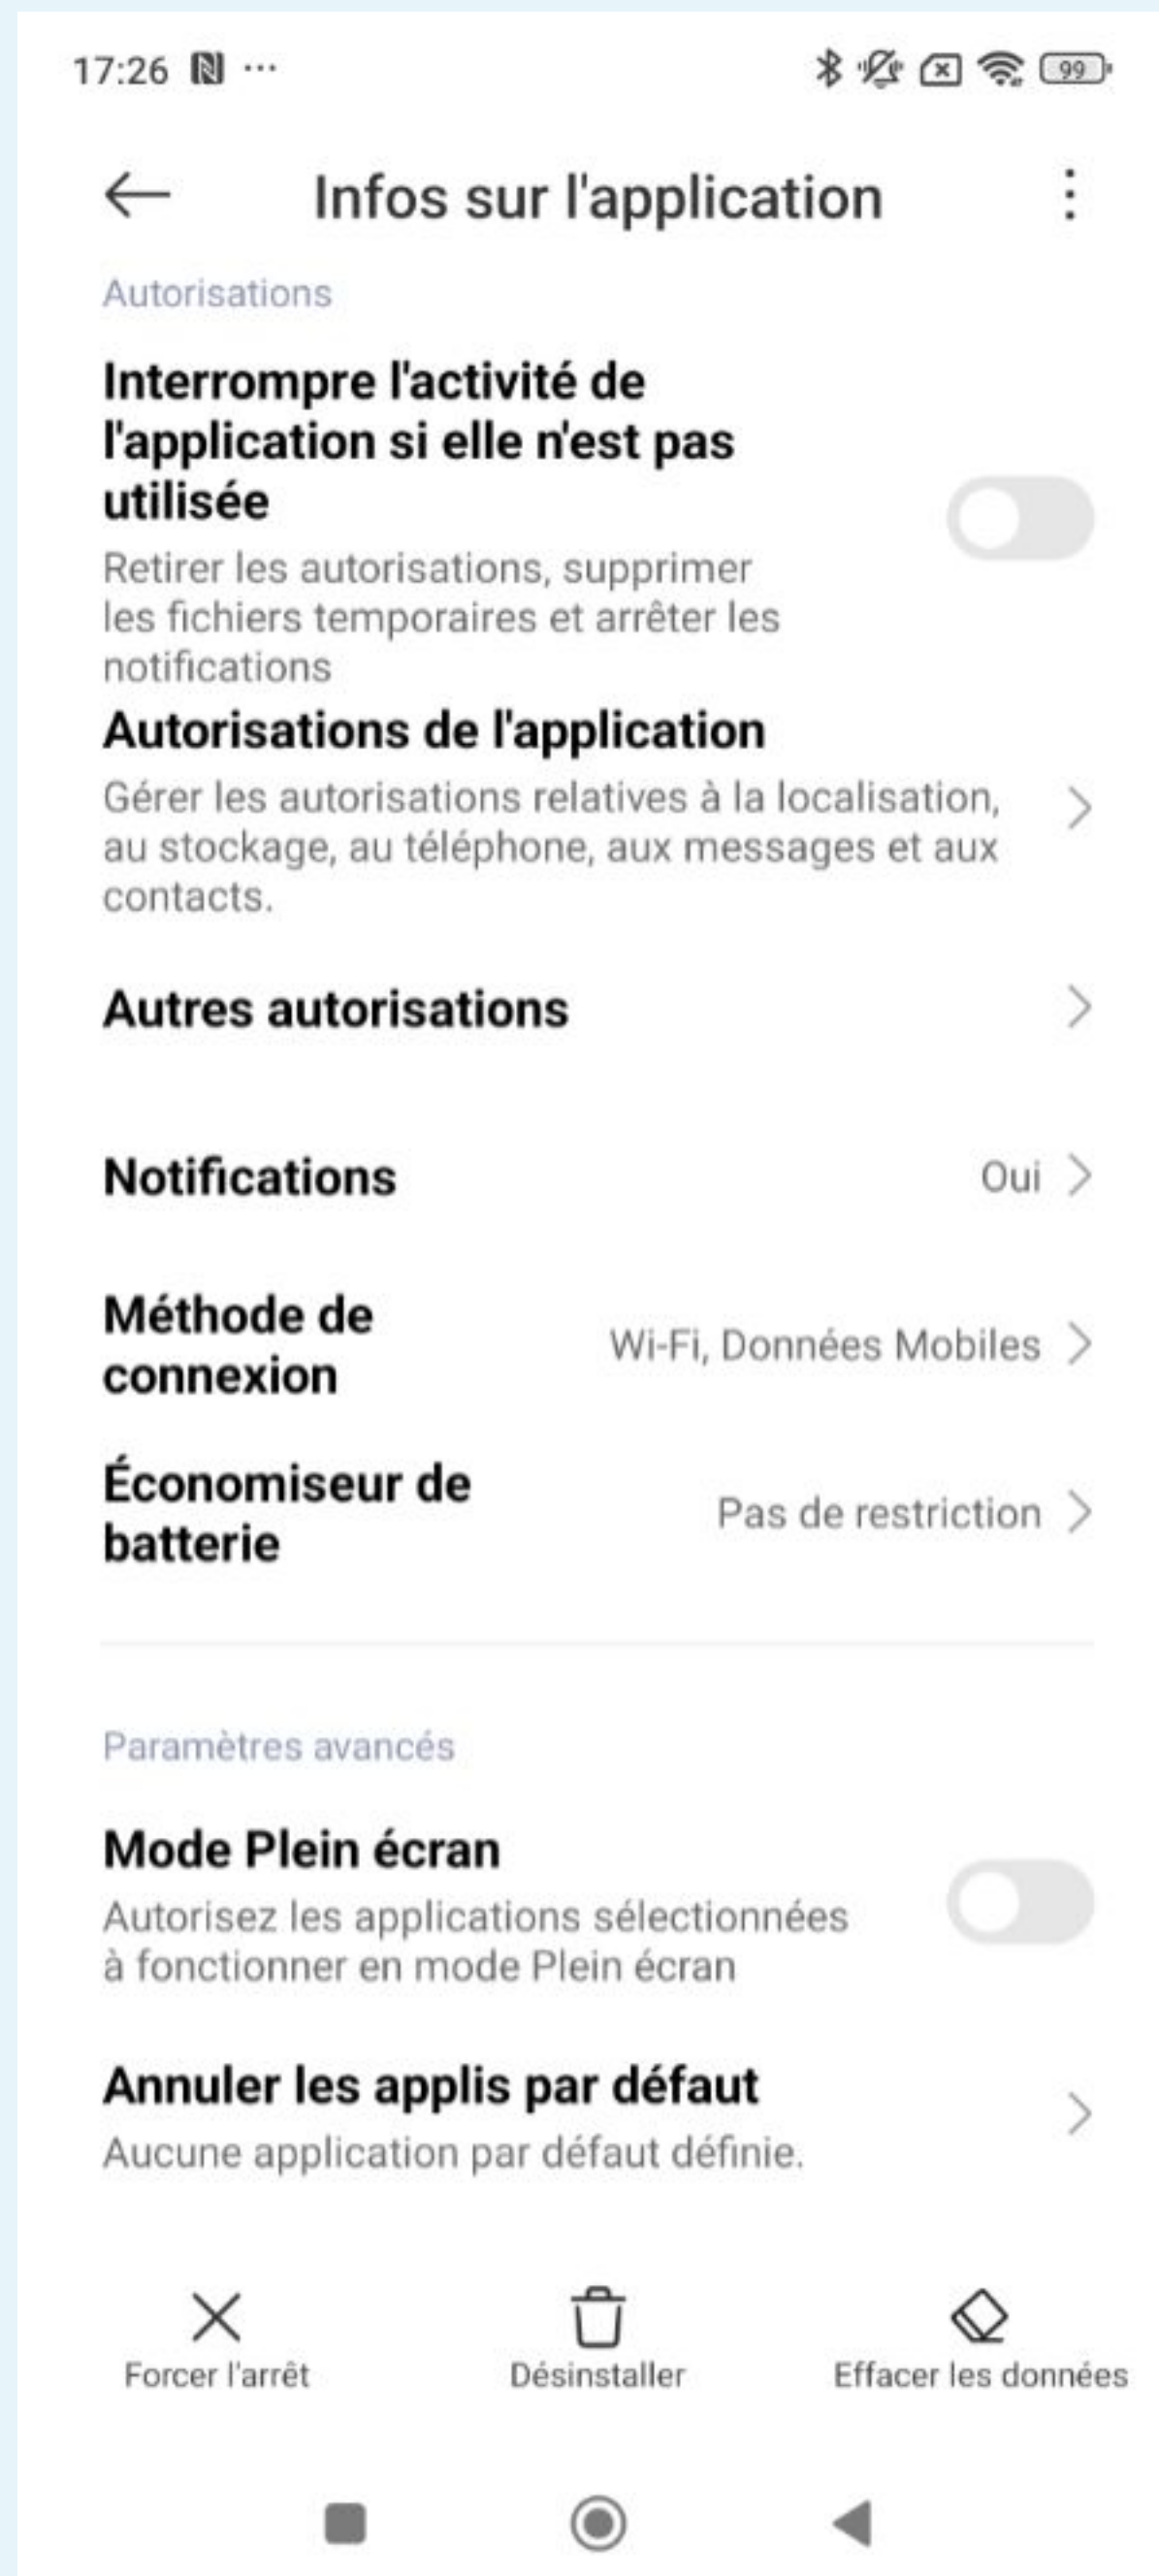 17:26 ...
99
Infos sur l'application
Autorisations
Interrompre l'activité de
l'application si elle n'est pas
utilisée
Retirer les autorisations, supprimer
les fichiers temporaires et arrêter les
notifications
Autorisations de l'application
Gérer les autorisations relatives à la localisation,
au stockage, au téléphone, aux messages et aux
contacts.
Autres autorisations
Notifications
Oui
Méthode de
connexion
Wi-Fi, Données Mobiles
Économiseur de
batterie
Pas de restriction
Paramètres avancés
Mode Plein écran
Autorisez les applications sélectionnées
à fonctionner en mode Plein écran
Annuler les applis par défaut
Aucune application par défaut définie.
Forcer l'arrêt
Désinstaller
Effacer les données